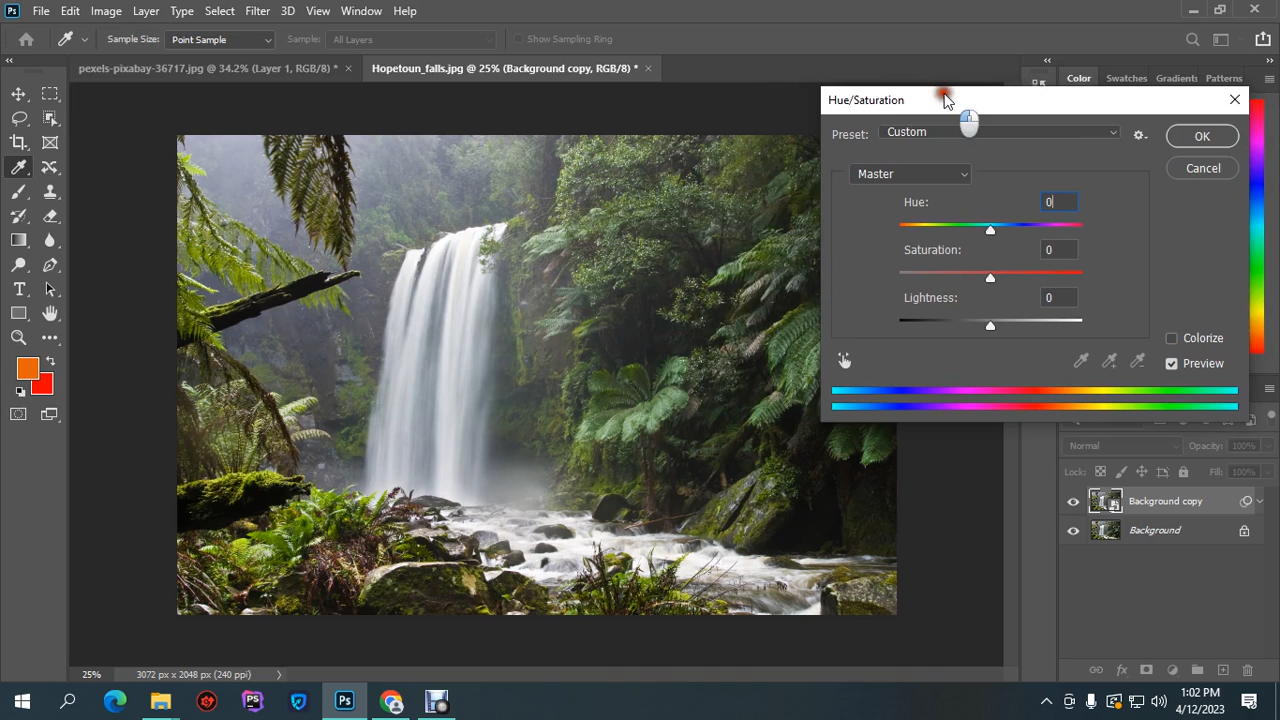 Ps File Edit Image Layer Type Select Filter 3D View Window Help
Sample Size: Point Sample Sample: All Layers Show Sampling Ring
pexels-pixabay-36717.jpg @ 34.2% (Layer 1, RGB/8) * Hopetoun_falls.jpg @ 25% (Background copy, RGB/8) *
Color Swatches Gradients Patterns
Hue/Saturation
Preset: Custom
OK
Master
Cancel
Hue: 0
Saturation: 0
Lightness: 0
Colorize
Preview
Normal Opacity: 100%
Lock: Fill: 100%
Background copy
Background
25% 3072 px x 2048 px (240 ppi)
PS Ps
1:02 PM
4/12/2023